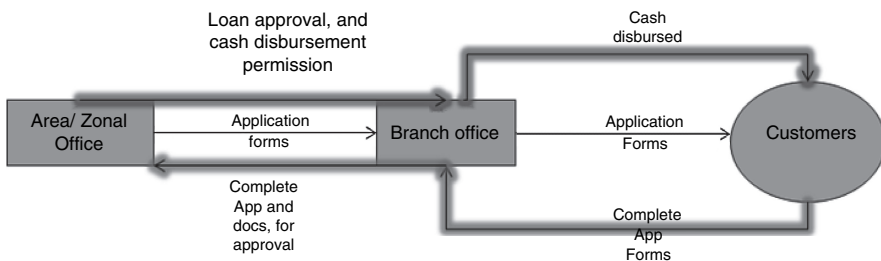 Loan approval, and
cash disbursement
permission
Cash
disbursed
Area/ Zonal
Office
Application
forms
Branch office
Application
Forms
Customers
Complete
App and
docs, for
approval
Complete
App
Forms